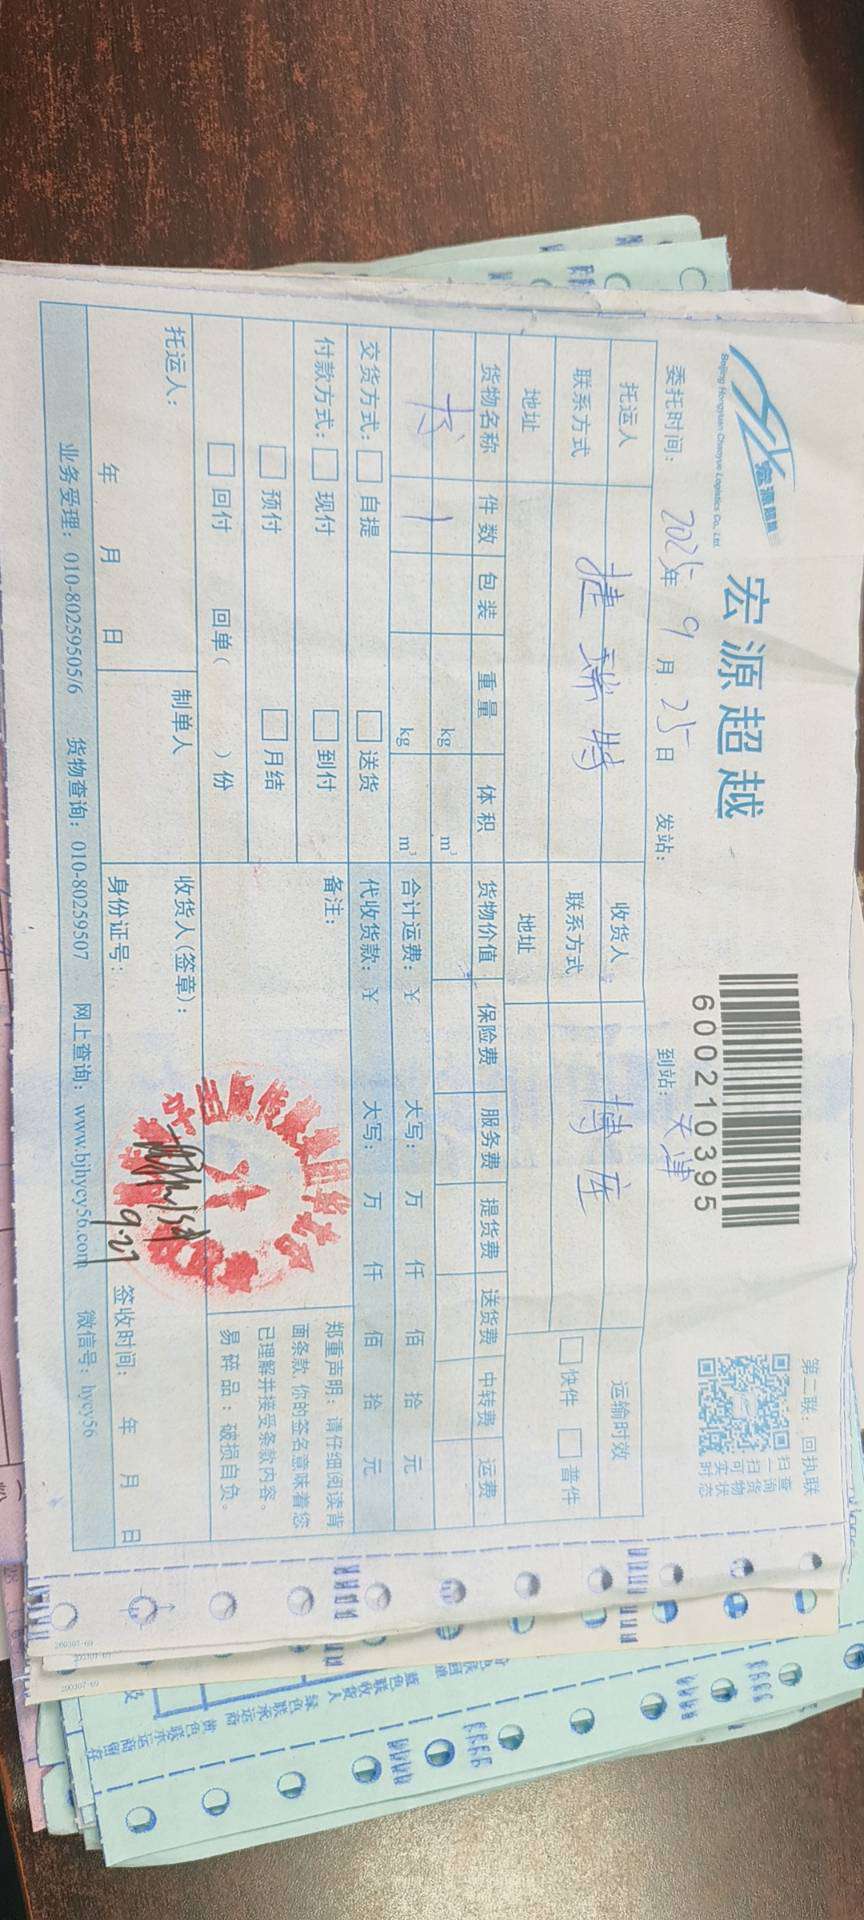 宏源超越
Beijing Hongyuan Chaoyue Logistics Co., Ltd
600210395
第二联：回执联
扫一扫可实时
查询货物状态
委托时间： 2025年 9月 25日 发站： 到站：天津
托运人 捷瑞特 收货人 博座 运输时效
联系方式 联系方式 快件 普件
地址 地址
货物名称 件数 包装 重量 体积 货物价值 保险费 服务费 提货费 送货费 中转费 运费
kg m³
1 kg m³ 合计运费：￥ 大写： 万 仟 佰 拾 元
交货方式： 自提 送货 代收货款：￥ 大写： 万 仟 佰 拾 元
付款方式： 现付 到付 备注：
预付 月结
回付 回单（ ）份
郑重声明：请仔细阅读背
面条款，你的签名意味着您
已理解并接受条款内容。
易碎品：破损自负。
托运人： 制单人 收货人（签章）：
年 月 日 身份证号： 9.27 签收时间： 年 月 日
业务受理：010-80259505/6 货物查询：010-80259507 网上查询：www.bjhycy56.com 微信号：hycy56